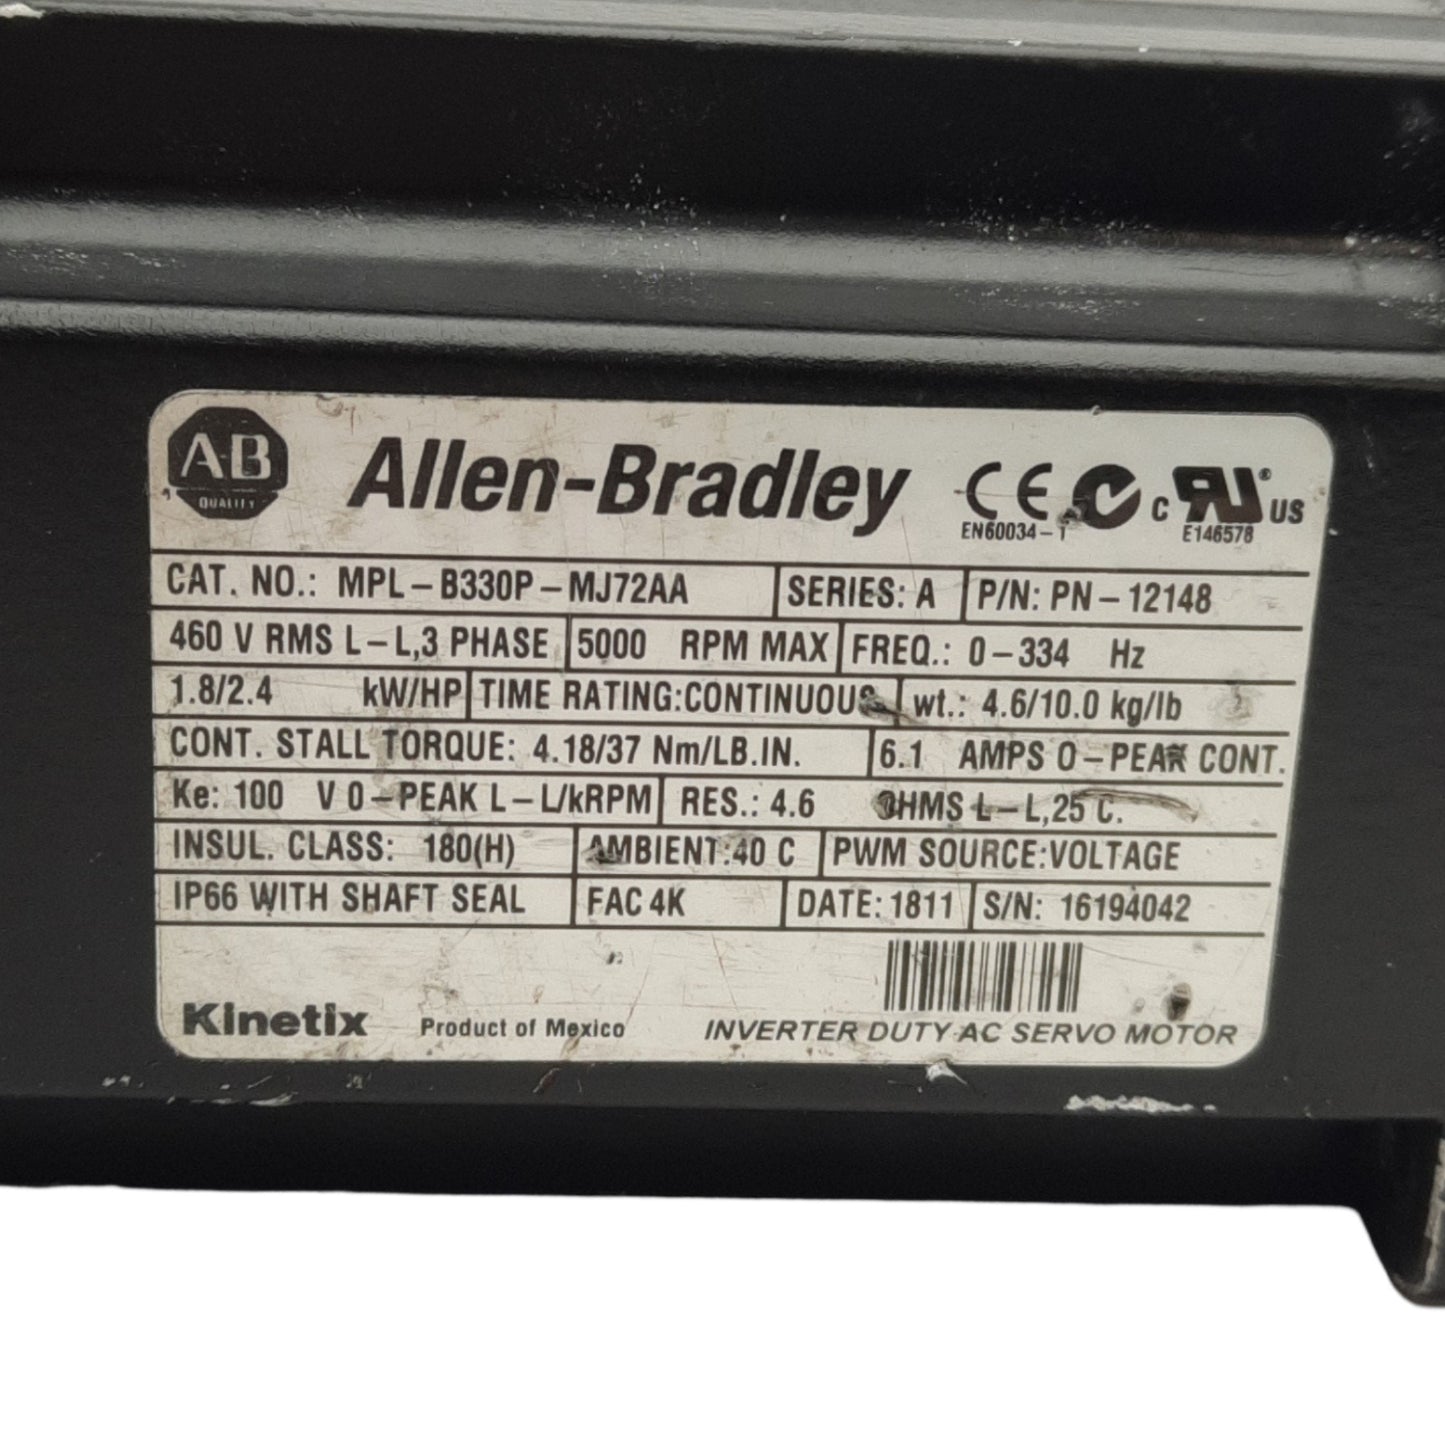 A-B QUALITY Allen-Bradley CE EN60034-1 C RU® US E146578
CAT. NO.: MPL-B330P-MJ72AA SERIES: A P/N: PN-12148
460 V RMS L-L,3 PHASE 5000 RPM MAX FREQ.: 0-334 Hz
1.8/2.4 kW/HP TIME RATING:CONTINUOUS wt.: 4.6/10.0 kg/lb
CONT. STALL TORQUE: 4.18/37 Nm/LB.IN. 6.1 AMPS 0-PEAK CONT.
Ke: 100 V 0-PEAK L-L/kRPM RES.: 4.6 OHMS L-L,25 C.
INSUL. CLASS: 180(H) AMBIENT:40 C PWM SOURCE:VOLTAGE
IP66 WITH SHAFT SEAL FAC 4K DATE: 1811 S/N: 16194042
Kinetix Product of Mexico INVERTER DUTY AC SERVO MOTOR